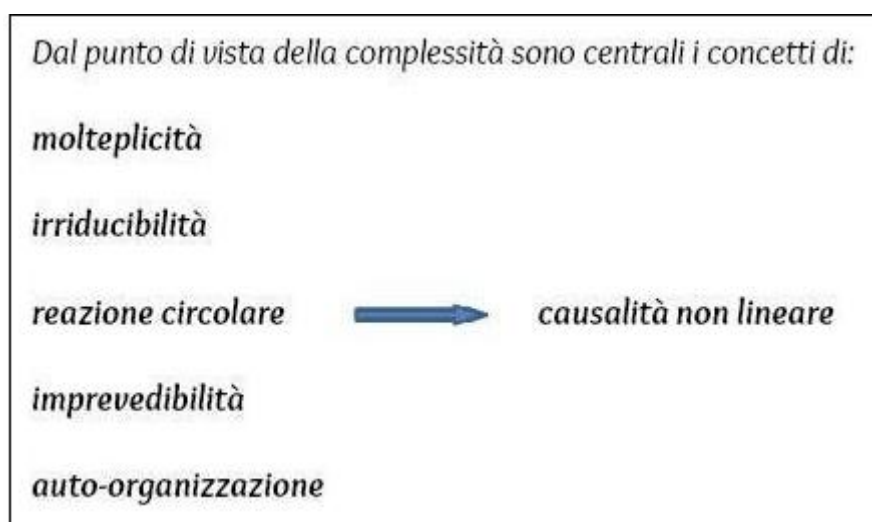 Dal punto di vista della complessità sono centrali i concetti di:
molteplicità
irriducibilità
reazione circolare causalità non lineare
imprevedibilità
auto-organizzazione